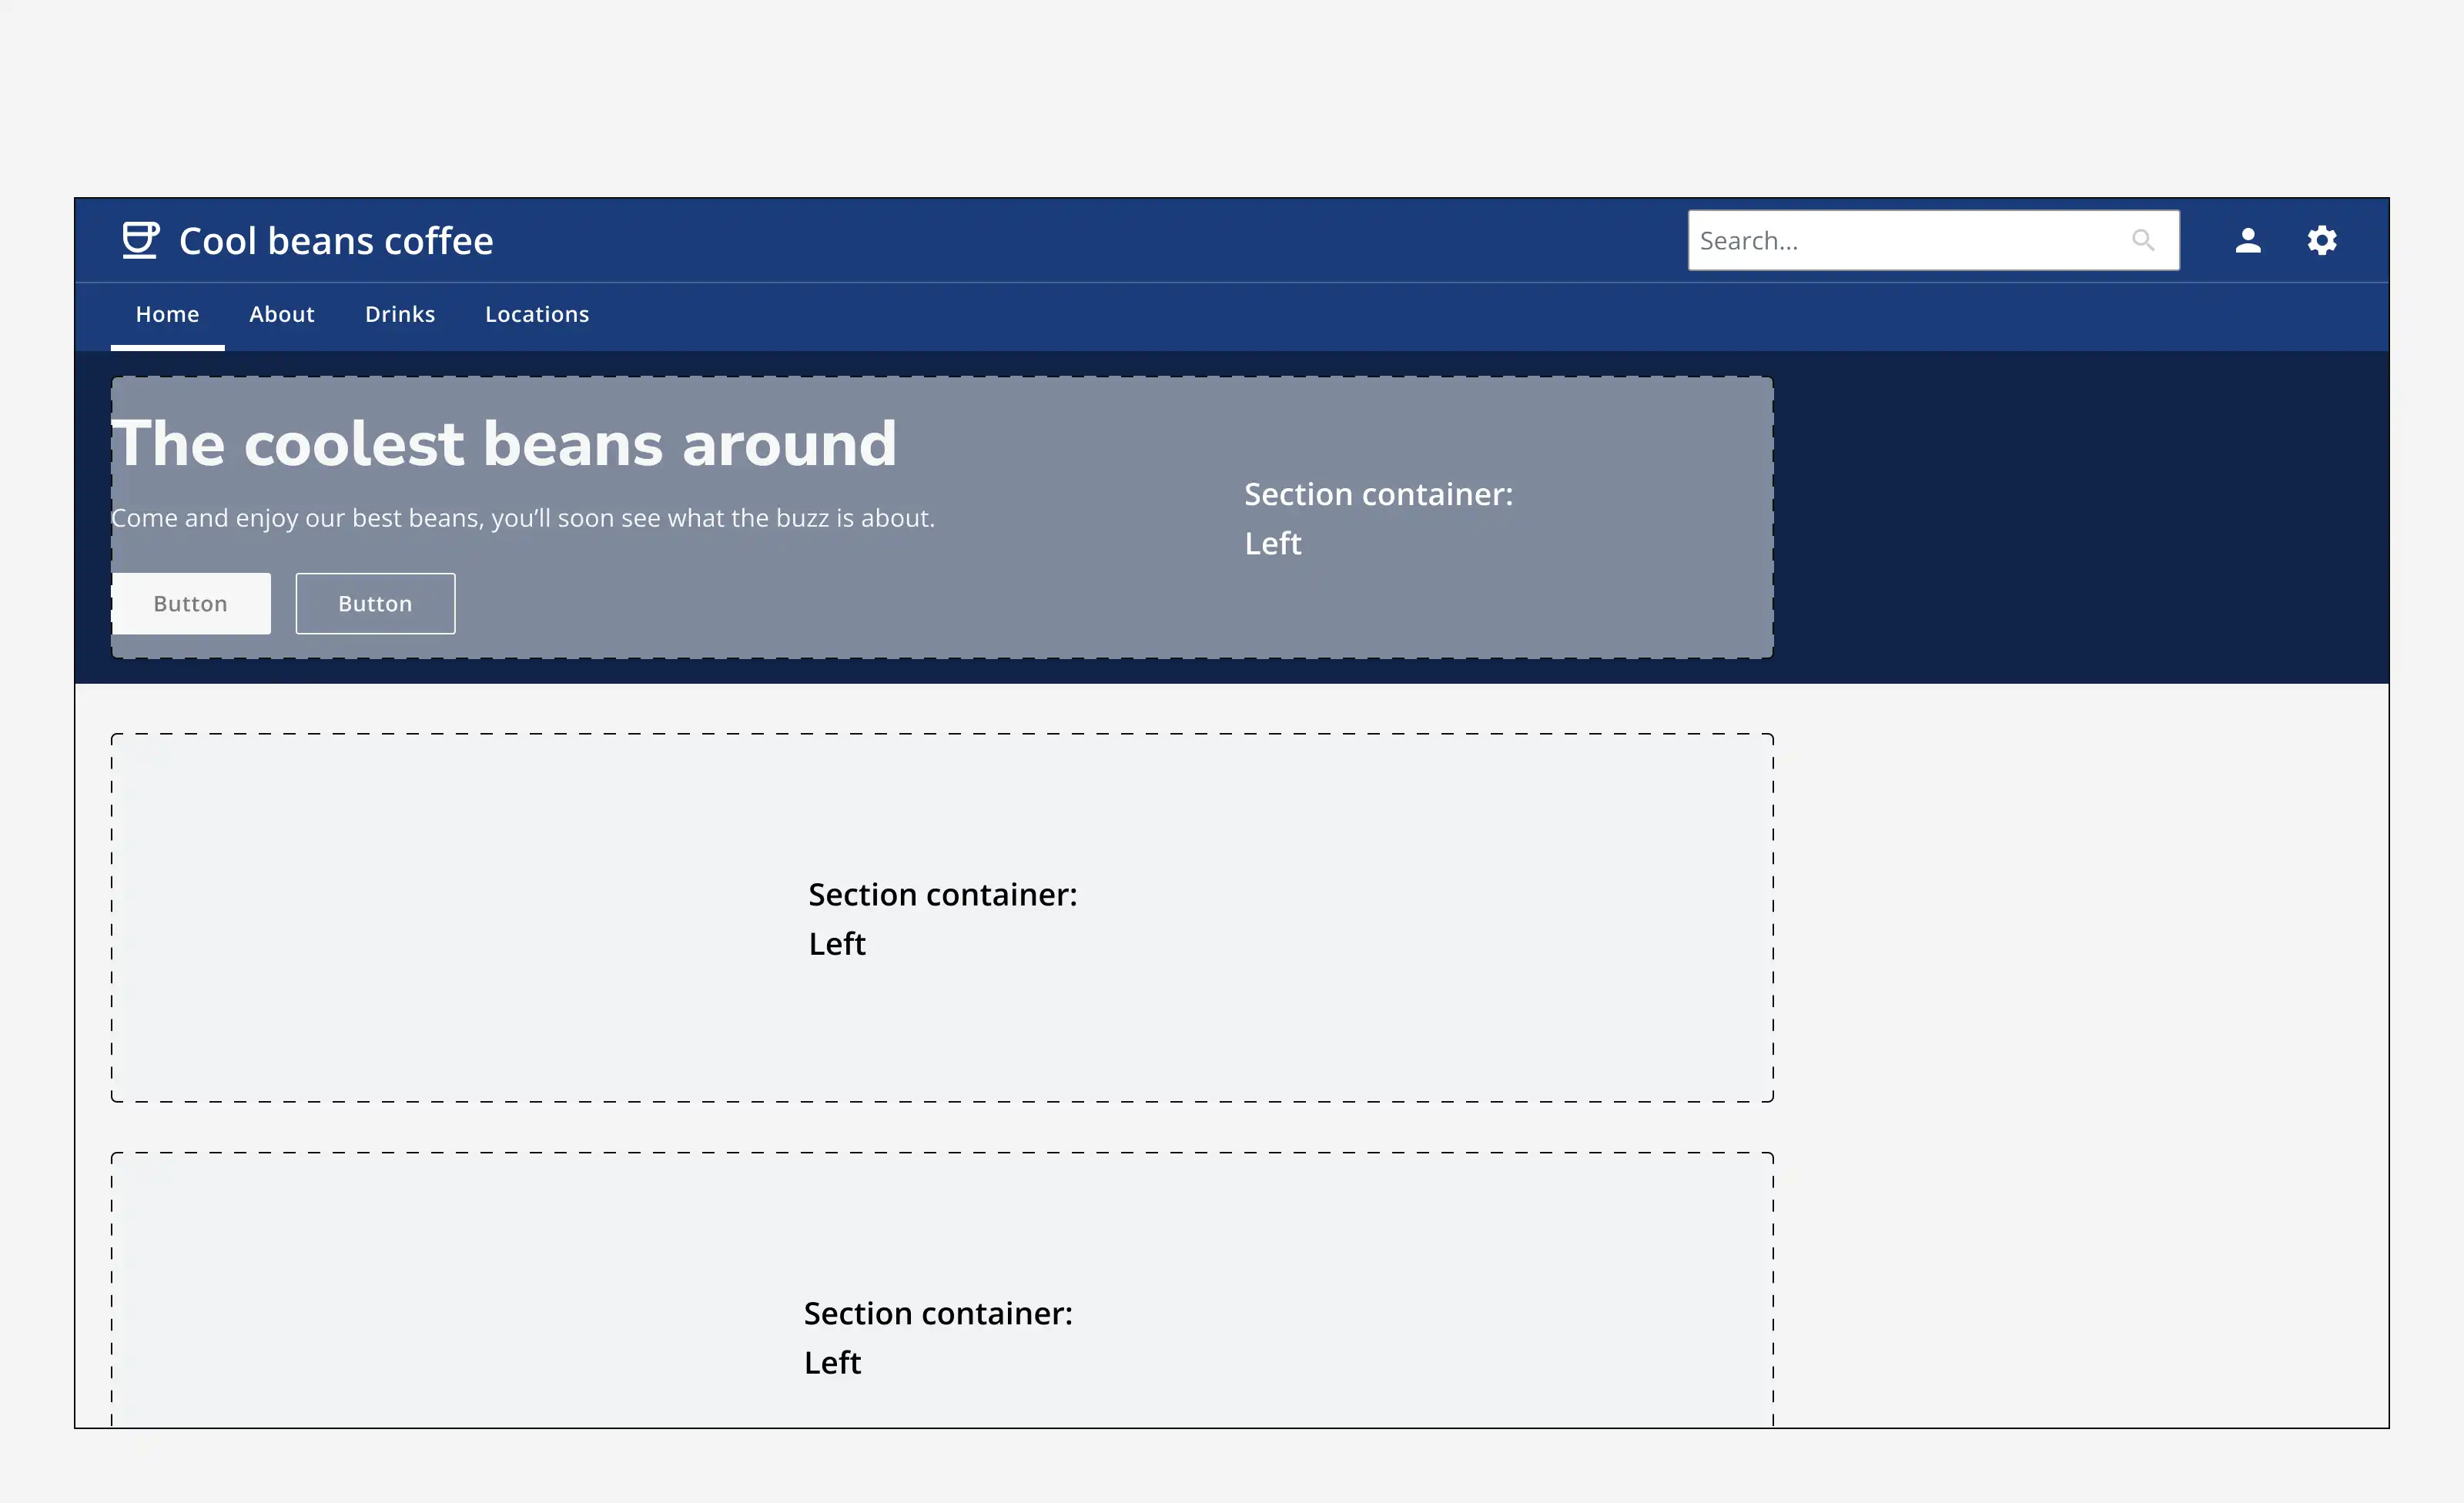 Cool beans coffee
Search...
Home About Drinks Locations
The coolest beans around
Come and enjoy our best beans, you’ll soon see what the buzz is about.
Button Button
Section container:
Left
Section container:
Left
Section container:
Left